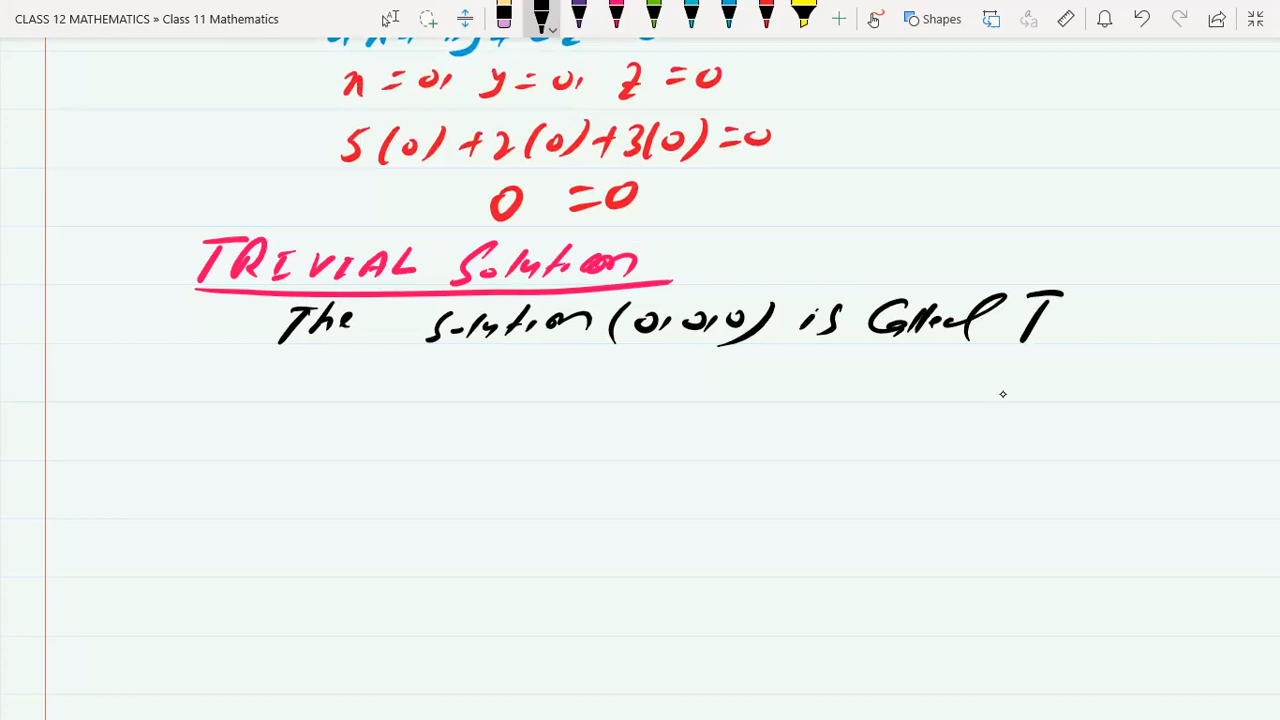 CLASS 12 MATHEMATICS » Class 11 Mathematics
Shapes
x = 0, y = 0, z = 0
5(0) + 2(0) + 3(0) = 0
0 = 0
TRIVIAL Solution
The solution (0,0,0) is Called T